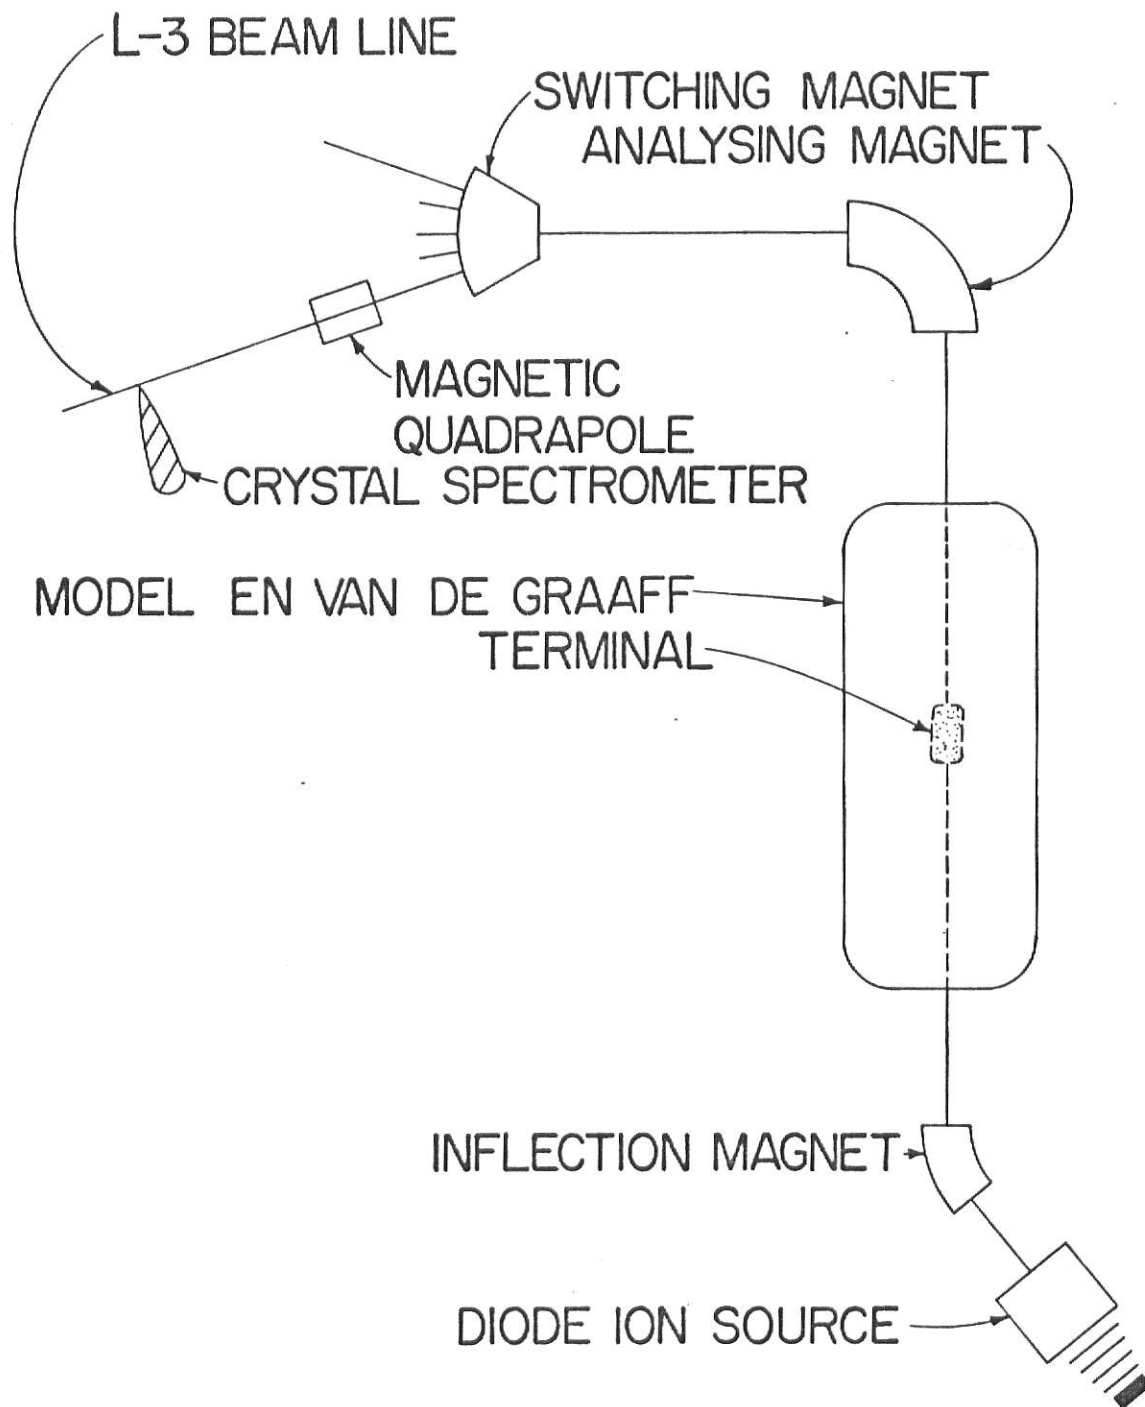 L-3 BEAM LINE
SWITCHING MAGNET
ANALYSING MAGNET
MAGNETIC
QUADRAPOLE
CRYSTAL SPECTROMETER
MODEL EN VAN DE GRAAFF
TERMINAL
INFLECTION MAGNET
DIODE ION SOURCE